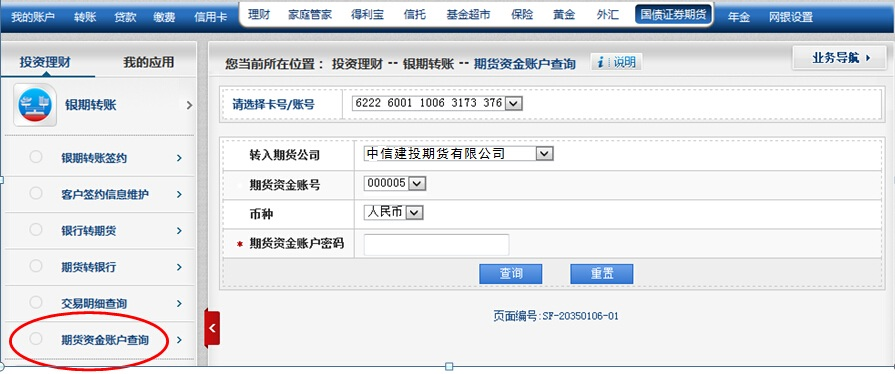 我的账户 转账 贷款 缴费 信用卡 理财 家庭管家 得利宝 信托 基金超市 保险 黄金 外汇 国债证券期货 年金 网银设置
投资理财 我的应用
您当前所在位置： 投资理财 -- 银期转账 -- 期货资金账户查询 i 说明
业务导航
银期转账
请选择卡号/账号 6222 6001 1006 3173 376
银期转账签约
客户签约信息维护
银行转期货
期货转银行
交易明细查询
期货资金账户查询
转入期货公司 中信建投期货有限公司
期货资金账号 000005
币种 人民币
* 期货资金账户密码
查询 重置
页面编号:SF-20350106-01